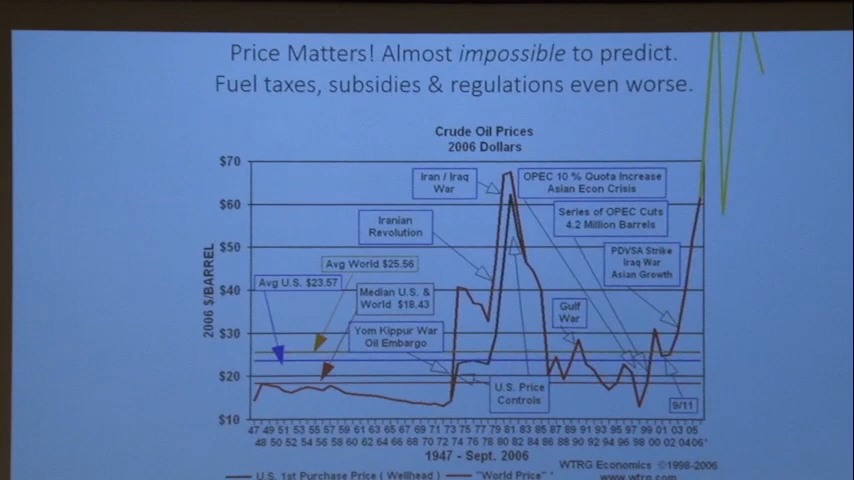 Price Matters! Almost impossible to predict.
Fuel taxes, subsidies & regulations even worse.
Crude Oil Prices
2006 Dollars
$70
$60
$50
$40
$30
$20
$10
2006 $/BARREL
Iran / Iraq
War
OPEC 10 % Quota Increase
Asian Econ Crisis
Series of OPEC Cuts
4.2 Million Barrels
Iranian
Revolution
PDVSA Strike
Iraq War
Asian Growth
Avg World $25.56
Avg U.S. $23.57
Median U.S. &
World $18.43
Gulf
War
Yom Kippur War
Oil Embargo
U.S. Price
Controls
9/11
47 49 51 53 55 57 59 61 63 65 67 69 71 73 75 77 79 81 83 85 87 89 91 93 95 97 99 01 03 05
48 50 52 54 56 58 60 62 64 66 68 70 72 74 76 78 80 82 84 86 88 90 92 94 96 98 00 02 04 06'
1947 - Sept. 2006
WTRG Economics ©1998-2006
www.wtrg.com
U.S. 1st Purchase Price ( Wellhead )
"World Price" '